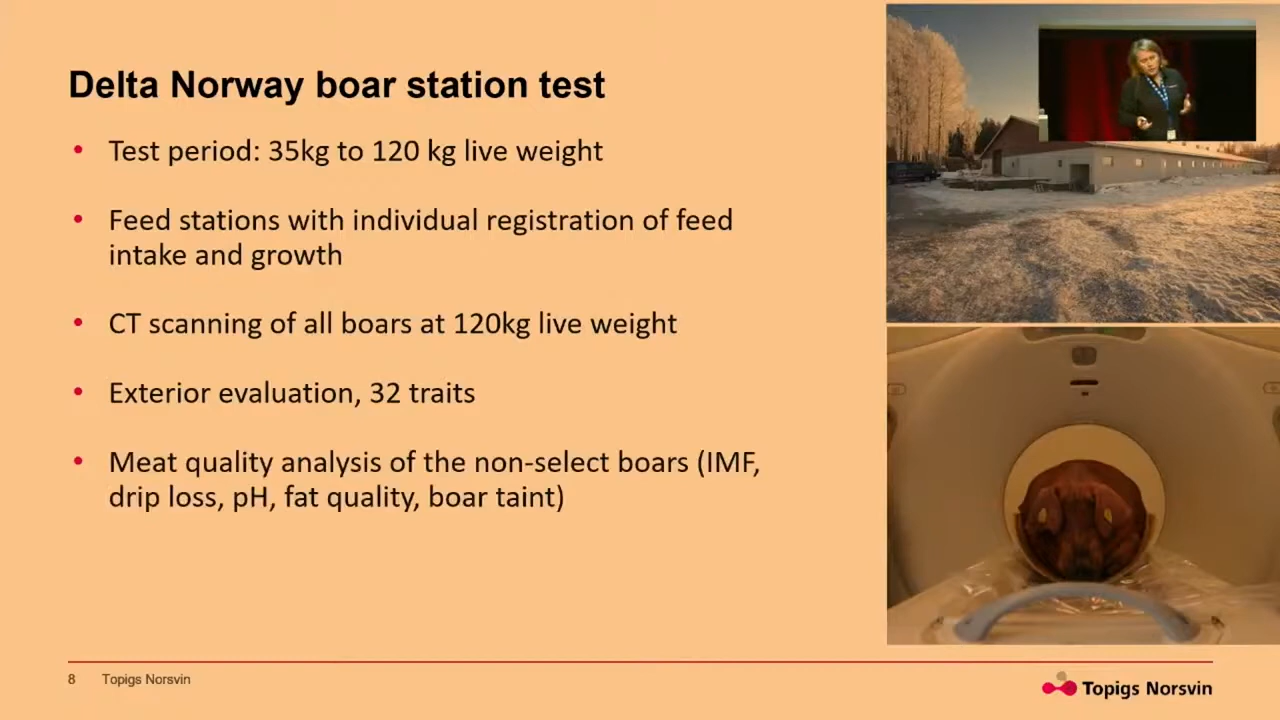 Delta Norway boar station test
• Test period: 35kg to 120 kg live weight
• Feed stations with individual registration of feed
intake and growth
• CT scanning of all boars at 120kg live weight
• Exterior evaluation, 32 traits
• Meat quality analysis of the non-select boars (IMF,
drip loss, pH, fat quality, boar taint)
8 Topigs Norsvin
Topigs Norsvin